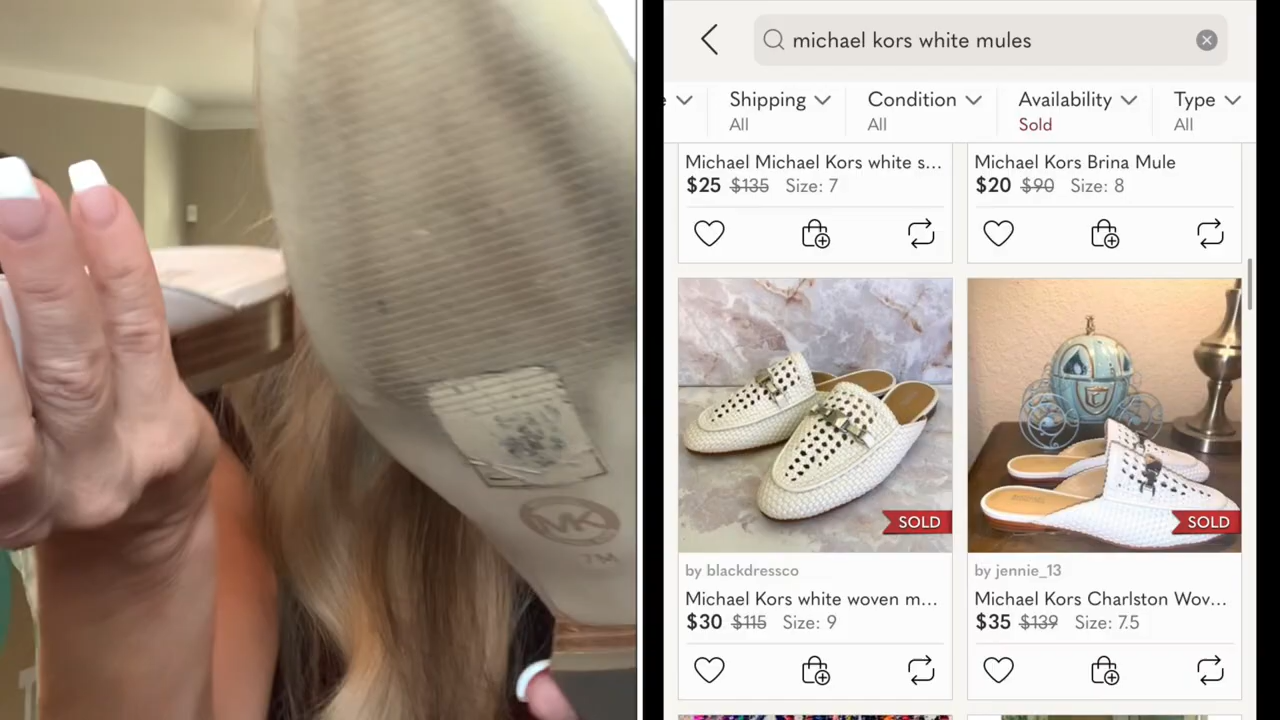 MK
TM
michael kors white mules
Shipping
Condition
Availability
Type
All
All
Sold
All
Michael Michael Kors white s...
Michael Kors Brina Mule
$25 $135 Size: 7
$20 $90 Size: 8
SOLD
SOLD
by blackdressco
by jennie_13
Michael Kors white woven m...
Michael Kors Charlston Wov...
$30 $115 Size: 9
$35 $139 Size: 7.5